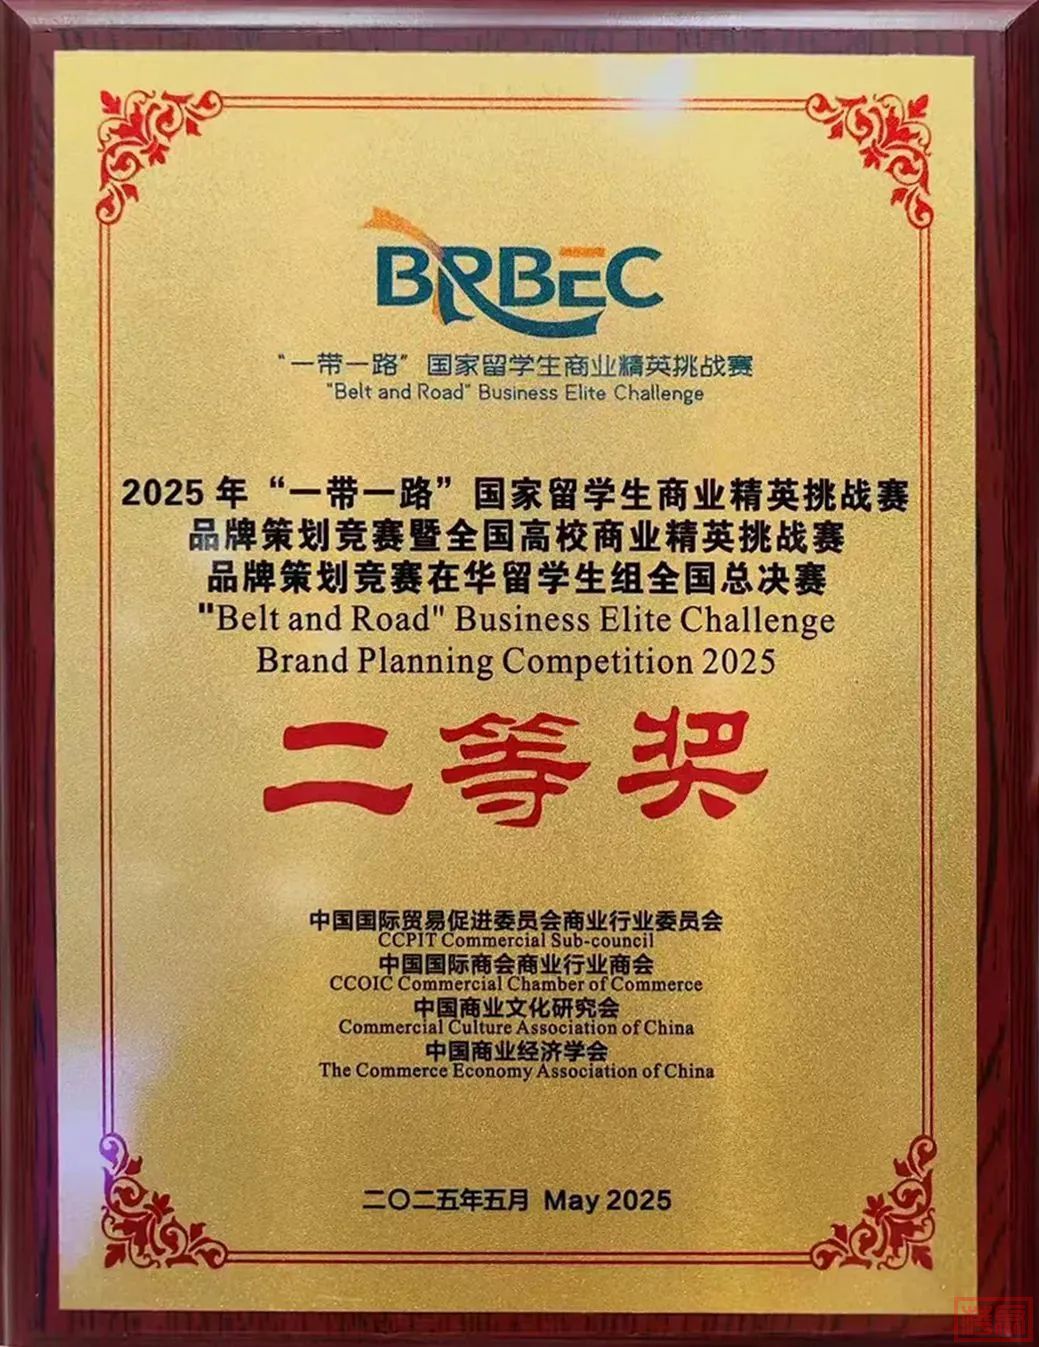 BRBEC
“一带一路”国家留学生商业精英挑战赛
"Belt and Road" Business Elite Challenge
2025年“一带一路”国家留学生商业精英挑战赛
品牌策划竞赛暨全国高校商业精英挑战赛
品牌策划竞赛在华留学生组全国总决赛
"Belt and Road" Business Elite Challenge
Brand Planning Competition 2025
二等奖
中国国际贸易促进委员会商业行业委员会
CCPIT Commercial Sub-council
中国国际商会商业行业商会
CCOIC Commercial Chamber of Commerce
中国商业文化研究会
Commercial Culture Association of China
中国商业经济学会
The Commerce Economy Association of China
二〇二五年五月 May 2025